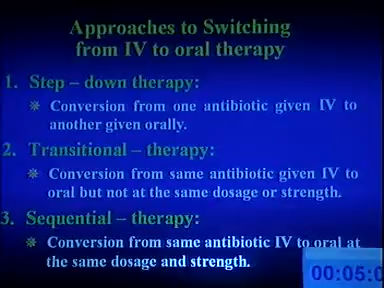 Approaches to Switching
from IV to oral therapy
1. Step – down therapy:
Conversion from one antibiotic given IV to
another given orally.
2. Transitional – therapy:
Conversion from same antibiotic given IV to
oral but not at the same dosage or strength.
3. Sequential – therapy:
Conversion from same antibiotic IV to oral at
the same dosage and strength.
00:05:0